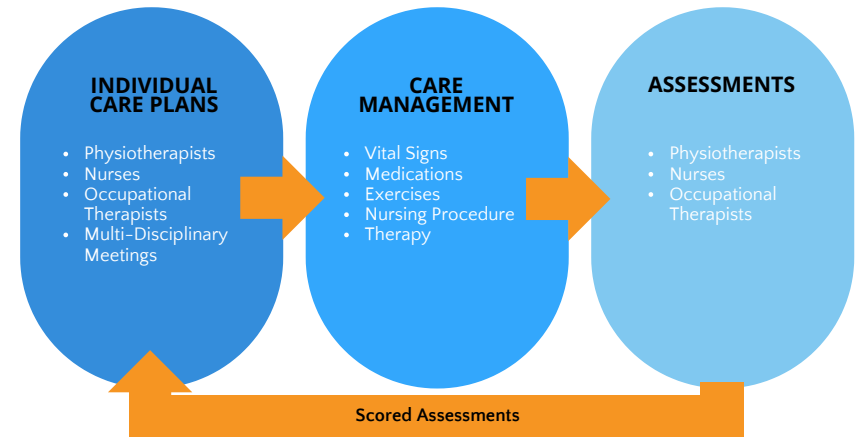 INDIVIDUAL
CARE PLANS
• Physiotherapists
• Nurses
• Occupational
Therapists
• Multi-Disciplinary
Meetings
CARE
MANAGEMENT
• Vital Signs
• Medications
• Exercises
• Nursing Procedure
• Therapy
ASSESSMENTS
• Physiotherapists
• Nurses
• Occupational
Therapists
Scored Assessments